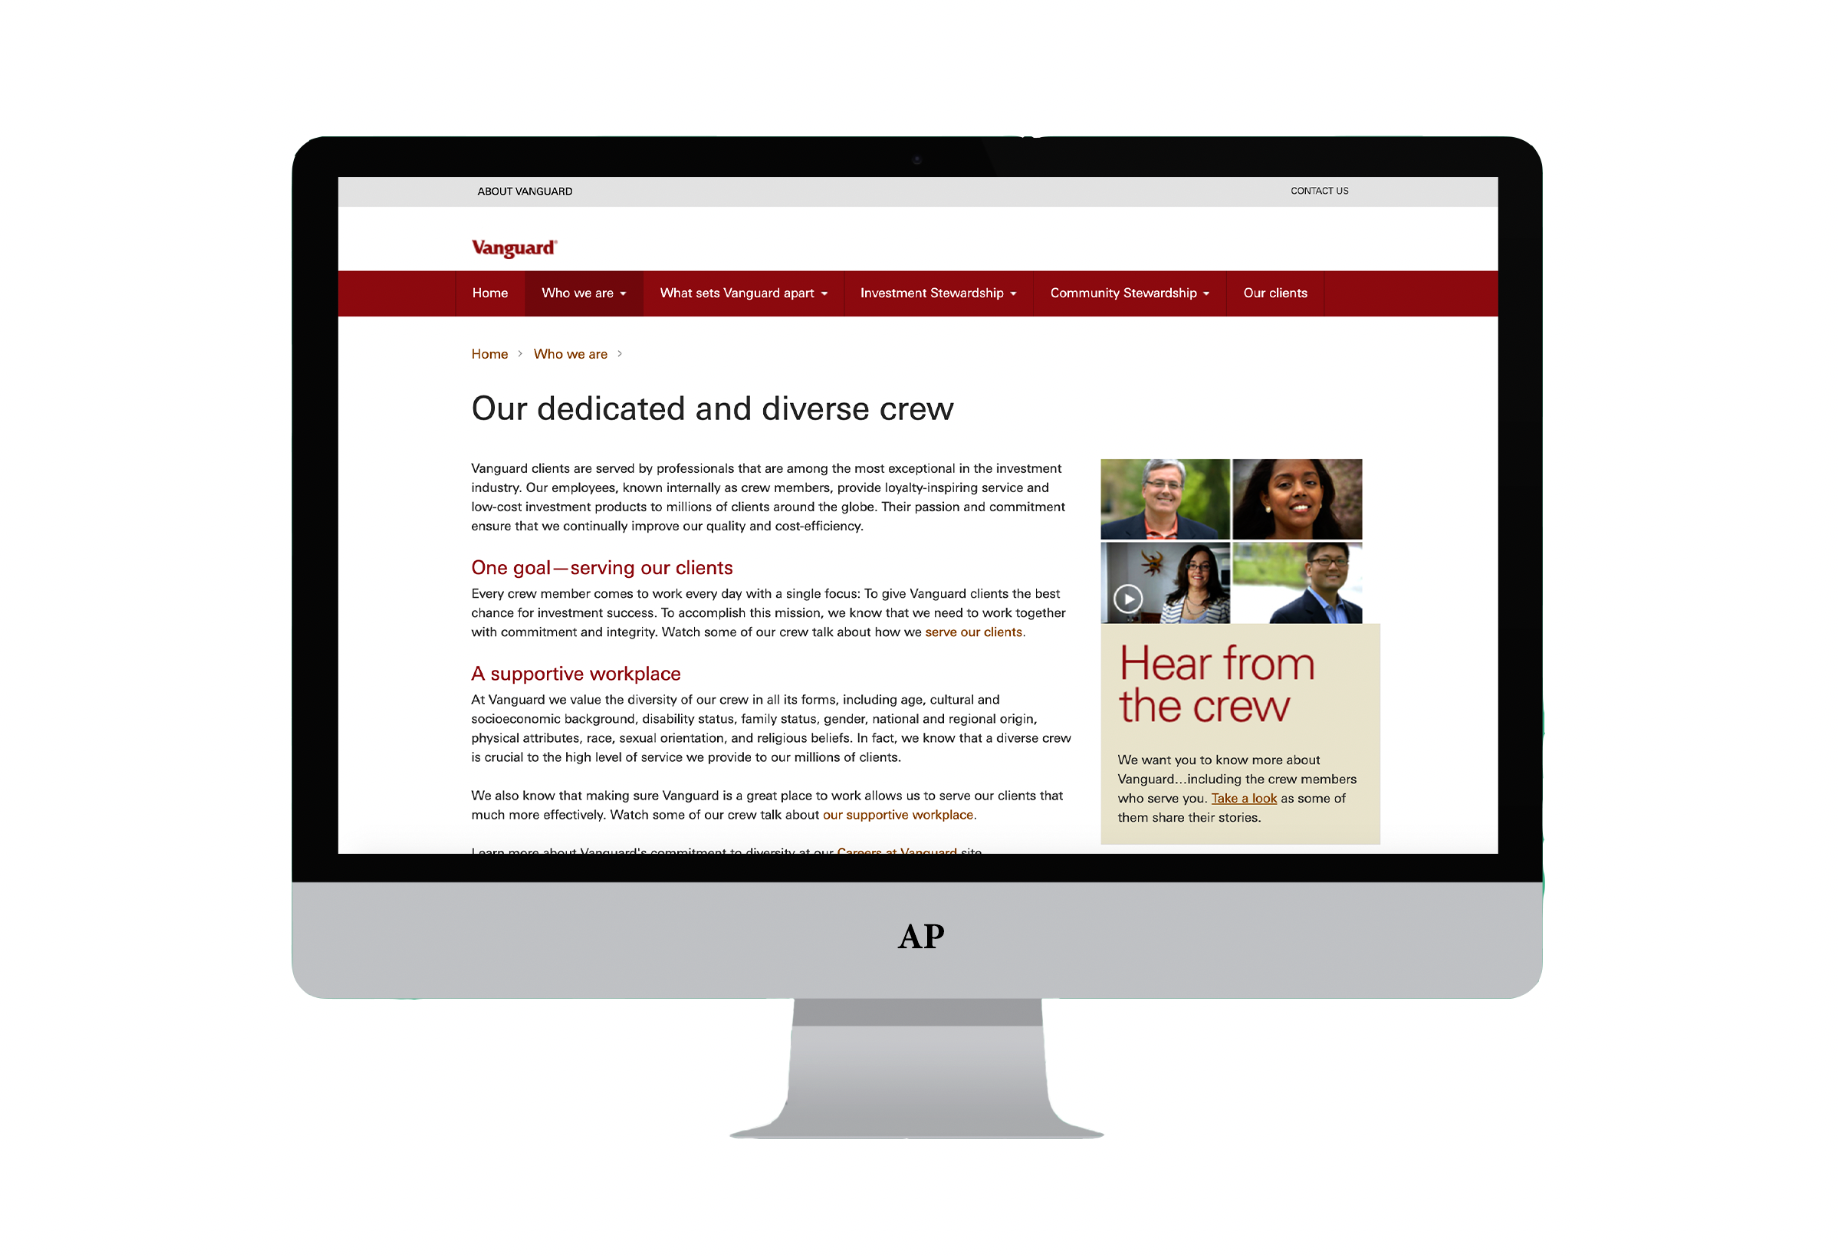 ABOUT VANGUARD
CONTACT US
Vanguard®
Home
Who we are
What sets Vanguard apart
Investment Stewardship
Community Stewardship
Our clients
Home > Who we are >
Our dedicated and diverse crew
Vanguard clients are served by professionals that are among the most exceptional in the investment
industry. Our employees, known internally as crew members, provide loyalty-inspiring service and
low-cost investment products to millions of clients around the globe. Their passion and commitment
ensure that we continually improve our quality and cost-efficiency.
One goal—serving our clients
Every crew member comes to work every day with a single focus: To give Vanguard clients the best
chance for investment success. To accomplish this mission, we know that we need to work together
with commitment and integrity. Watch some of our crew talk about how we serve our clients.
A supportive workplace
At Vanguard we value the diversity of our crew in all its forms, including age, cultural and
socioeconomic background, disability status, family status, gender, national and regional origin,
physical attributes, race, sexual orientation, and religious beliefs. In fact, we know that a diverse crew
is crucial to the high level of service we provide to our millions of clients.
We also know that making sure Vanguard is a great place to work allows us to serve our clients that
much more effectively. Watch some of our crew talk about our supportive workplace.
Learn more about Vanguard's commitment to diversity at our Careers at Vanguard site.
Hear from
the crew
We want you to know more about
Vanguard...including the crew members
who serve you. Take a look as some of
them share their stories.
AP